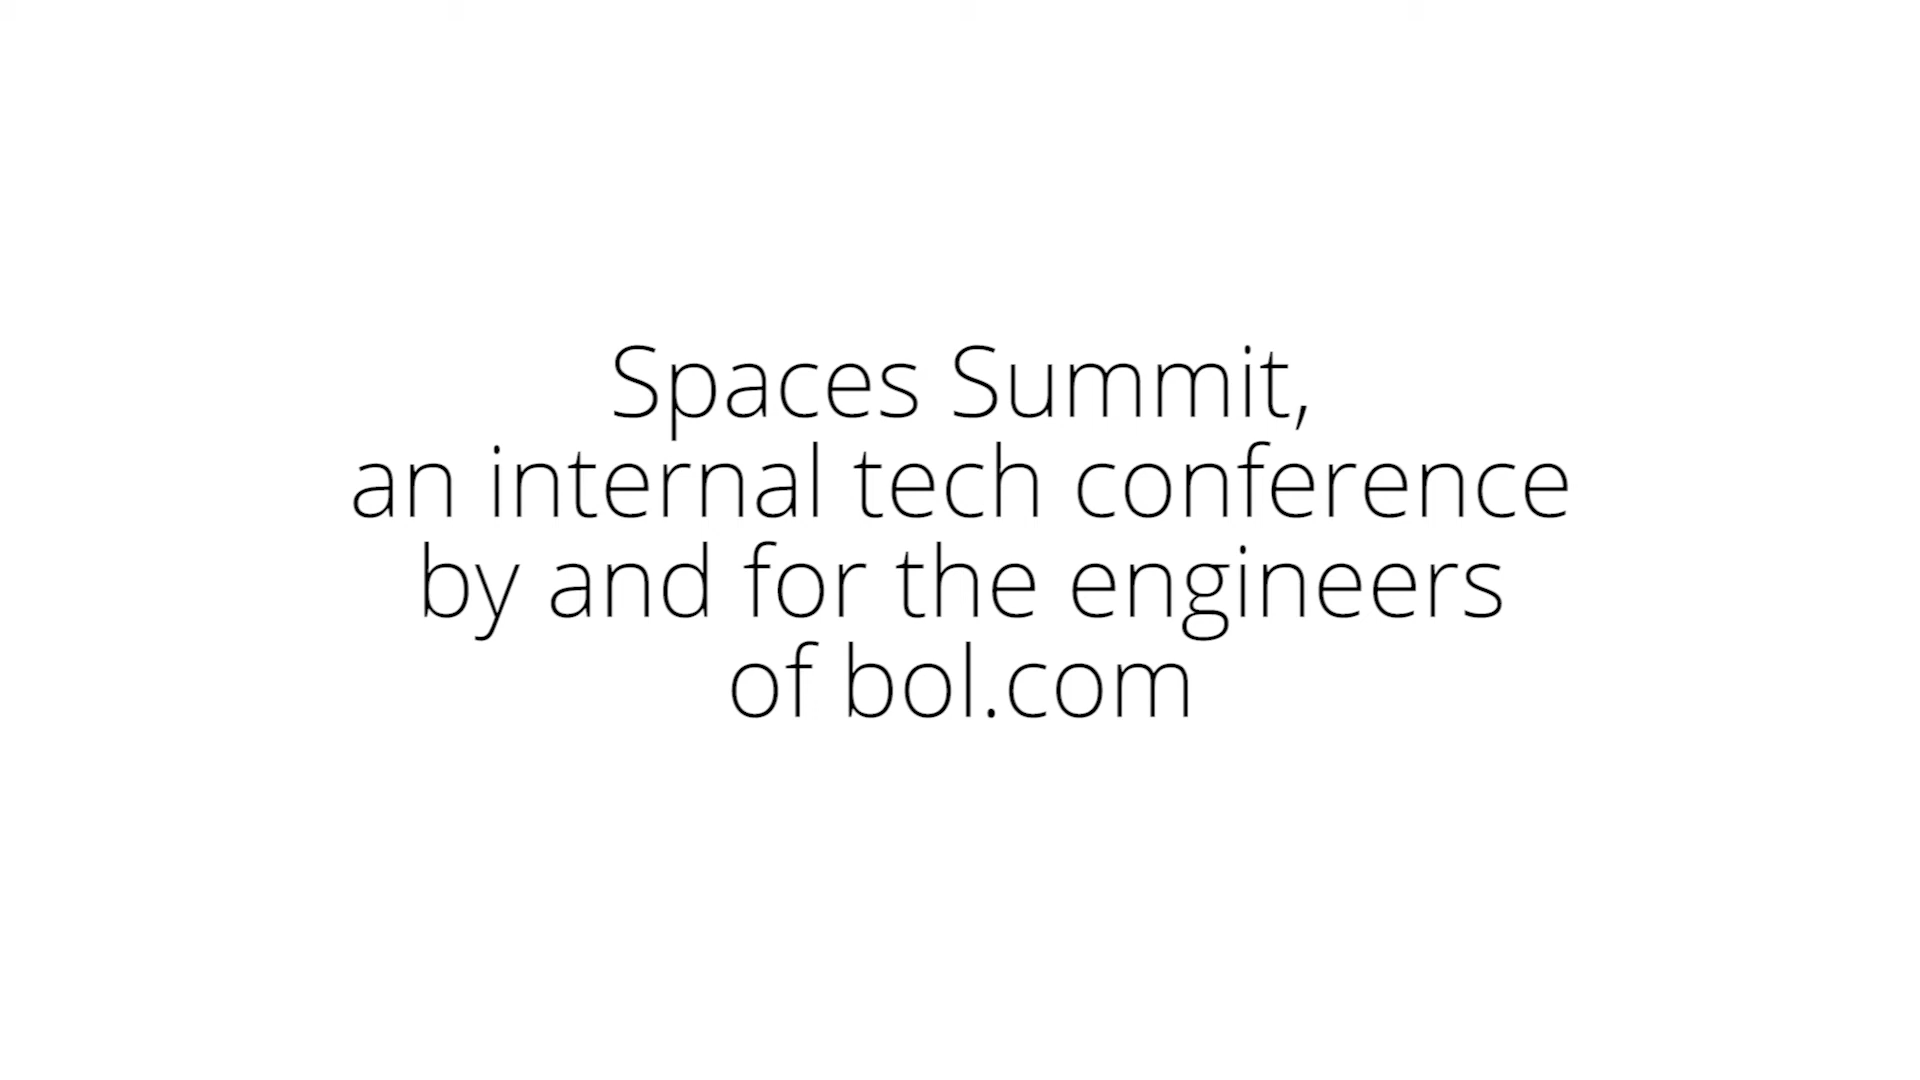 Spaces Summit,
an internal tech conference
by and for the engineers
of bol.com